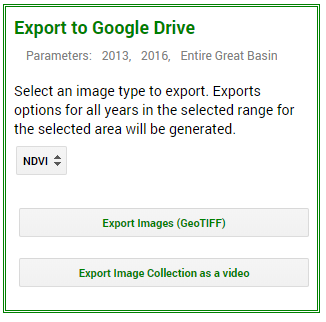 Export to Google Drive
Parameters: 2013, 2016, Entire Great Basin
Select an image type to export. Exports
options for all years in the selected range for
the selected area will be generated.
NDVI
Export Images (GeoTIFF)
Export Image Collection as a video